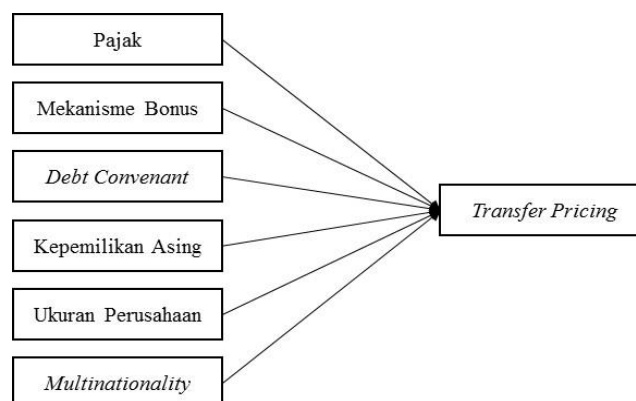 Pajak
Mekanisme Bonus
Debt Convenant
Kepemilikan Asing
Ukuran Perusahaan
Multinationality
Transfer Pricing